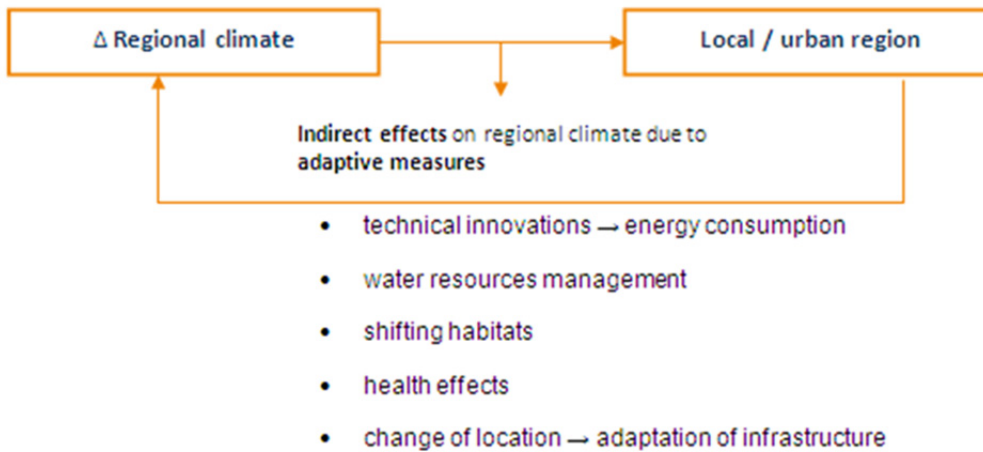 Δ Regional climate
Local / urban region
Indirect effects on regional climate due to
adaptive measures
• technical innovations → energy consumption
• water resources management
• shifting habitats
• health effects
• change of location → adaptation of infrastructure